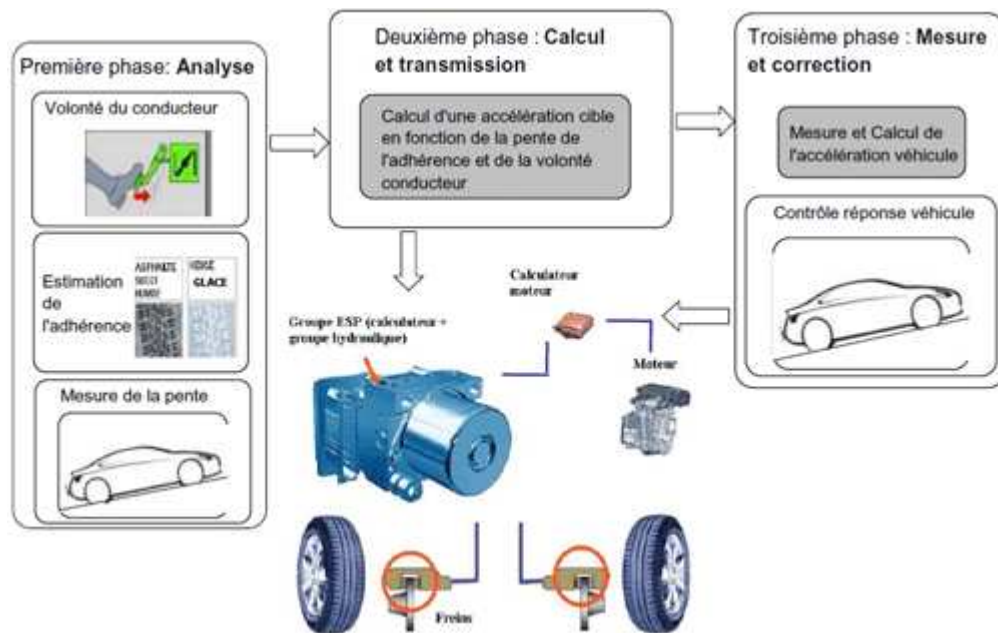 Première phase: Analyse
Volonté du conducteur
Estimation
de
l'adhérence
ASPHALTE
NEIGE
GLACE
Mesure de la pente
Deuxième phase : Calcul
et transmission
Calcul d'une accélération cible
en fonction de la pente de
l'adhérence et de la volonté
conducteur
Groupe ESP (calculateur +
groupe hydraulique)
Calculateur
moteur
Moteur
Freins
Troisième phase : Mesure
et correction
Mesure et Calcul de
l'accélération véhicule
Contrôle réponse véhicule